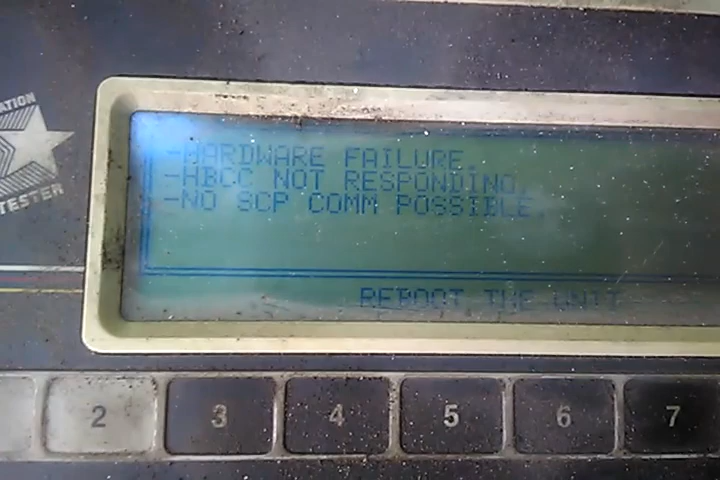 -HARDWARE FAILURE.
-HBCC NOT RESPONDING.
-NO SCP COMM POSSIBLE.
REBOOT THE UNIT
TESTER
2 3 4 5 6 7